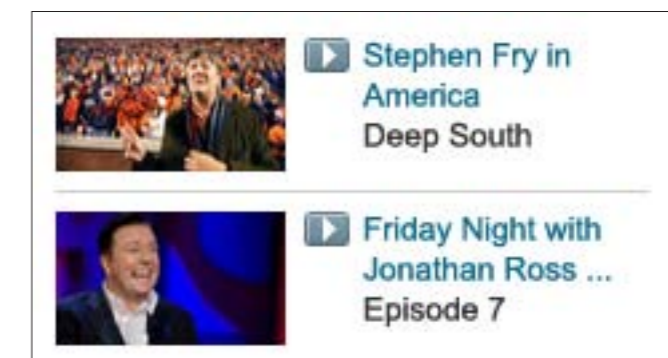 Stephen Fry in
America
Deep South
Friday Night with
Jonathan Ross ...
Episode 7